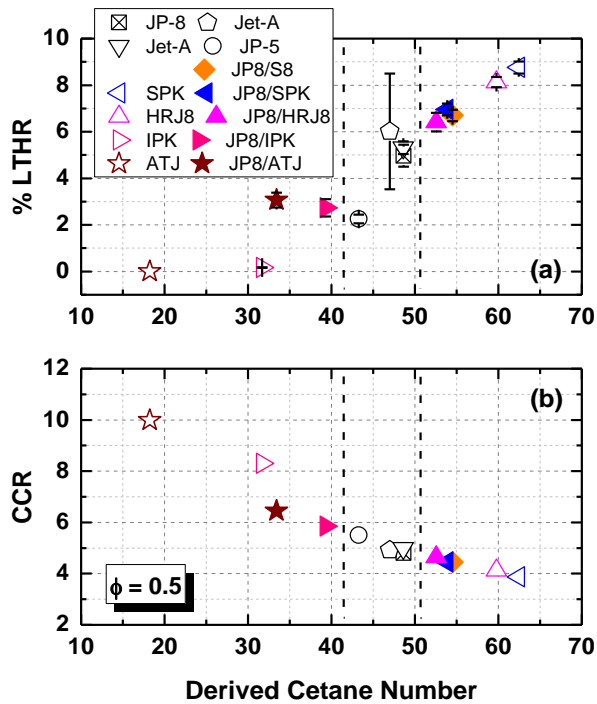 (a)
JP-8 Jet-A
Jet-A JP-5
JP8/S8
SPK JP8/SPK
HRJ8 JP8/HRJ8
IPK JP8/IPK
ATJ JP8/ATJ
% LTHR
10
8
6
4
2
0
10 20 30 40 50 60 70
(b)
CCR
12
10
8
6
4
2
ϕ = 0.5
10 20 30 40 50 60 70
Derived Cetane Number